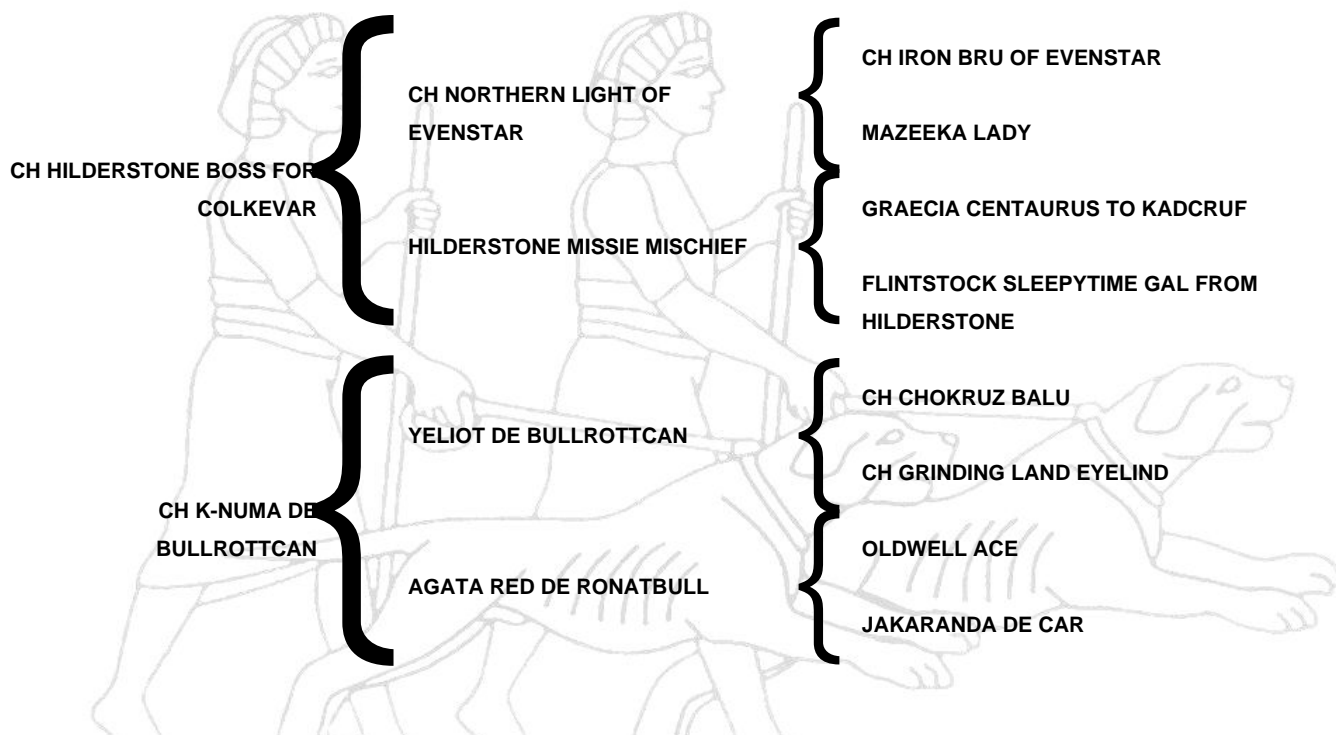 CH HILDERSTONE BOSS FOR
COLKEVAR
CH NORTHERN LIGHT OF
EVENSTAR
CH IRON BRU OF EVENSTAR
MAZEEKA LADY
HILDERSTONE MISSIE MISCHIEF
GRAECIA CENTAURUS TO KADCRUF
FLINTSTOCK SLEEPYTIME GAL FROM
HILDERSTONE
CH K-NUMA DE
BULLROTTCAN
YELIOT DE BULLROTTCAN
CH CHOKRUZ BALU
CH GRINDING LAND EYELIND
AGATA RED DE RONATBULL
OLDWELL ACE
JAKARANDA DE CAR